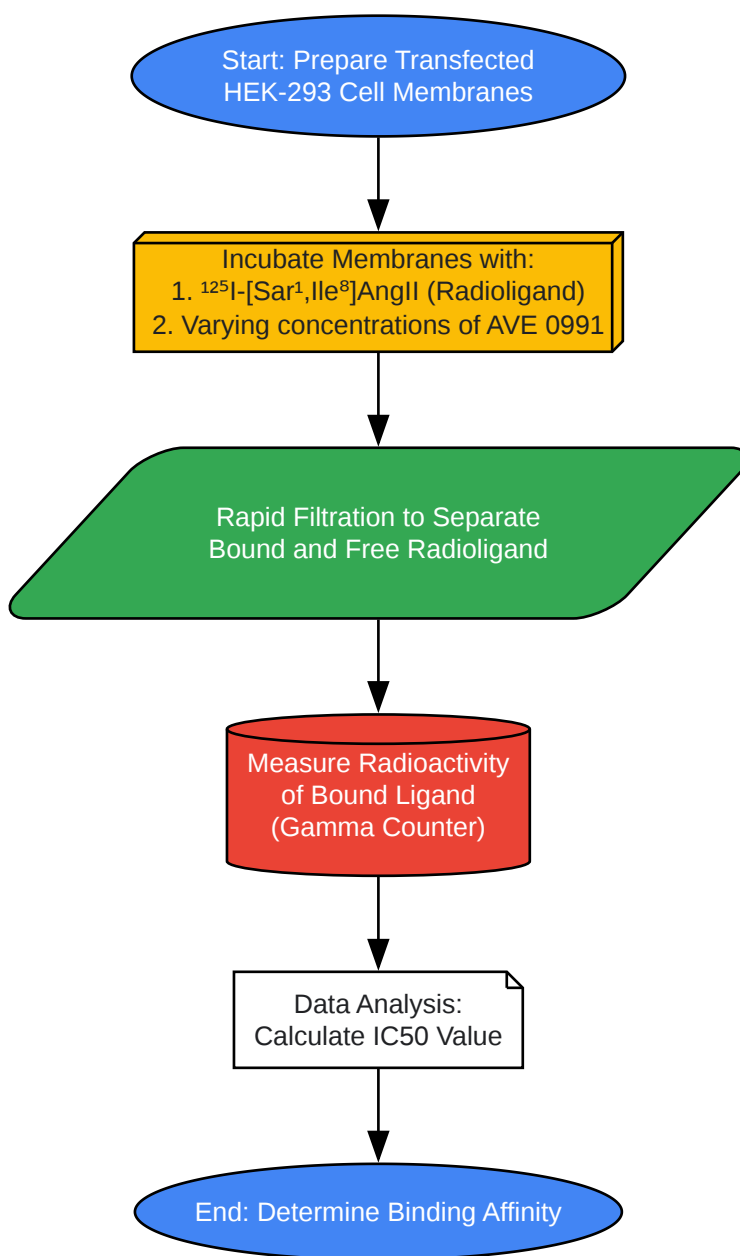 Start: Prepare Transfected
HEK-293 Cell Membranes
Incubate Membranes with:
1. ¹²⁵I-[Sar¹,Ile⁸]AngII (Radioligand)
2. Varying concentrations of AVE 0991
Rapid Filtration to Separate
Bound and Free Radioligand
Measure Radioactivity
of Bound Ligand
(Gamma Counter)
Data Analysis:
Calculate IC50 Value
End: Determine Binding Affinity